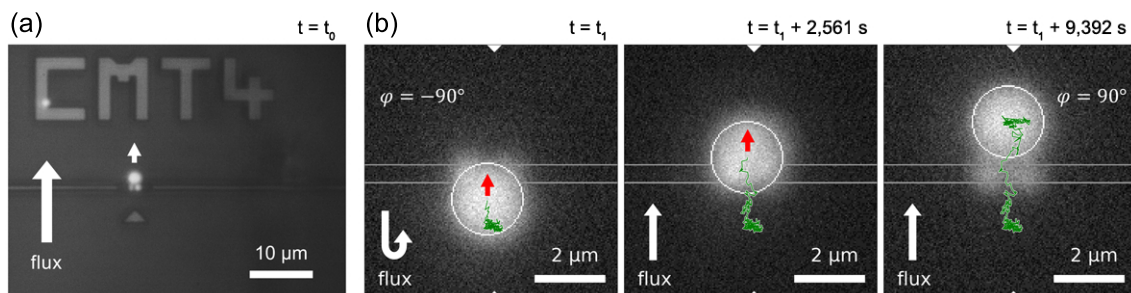 (a)
t = t0
CMT4
flux
10 μm
(b)
t = t1
φ = −90°
flux
2 μm
t = t1 + 2,561 s
flux
2 μm
t = t1 + 9,392 s
φ = 90°
flux
2 μm